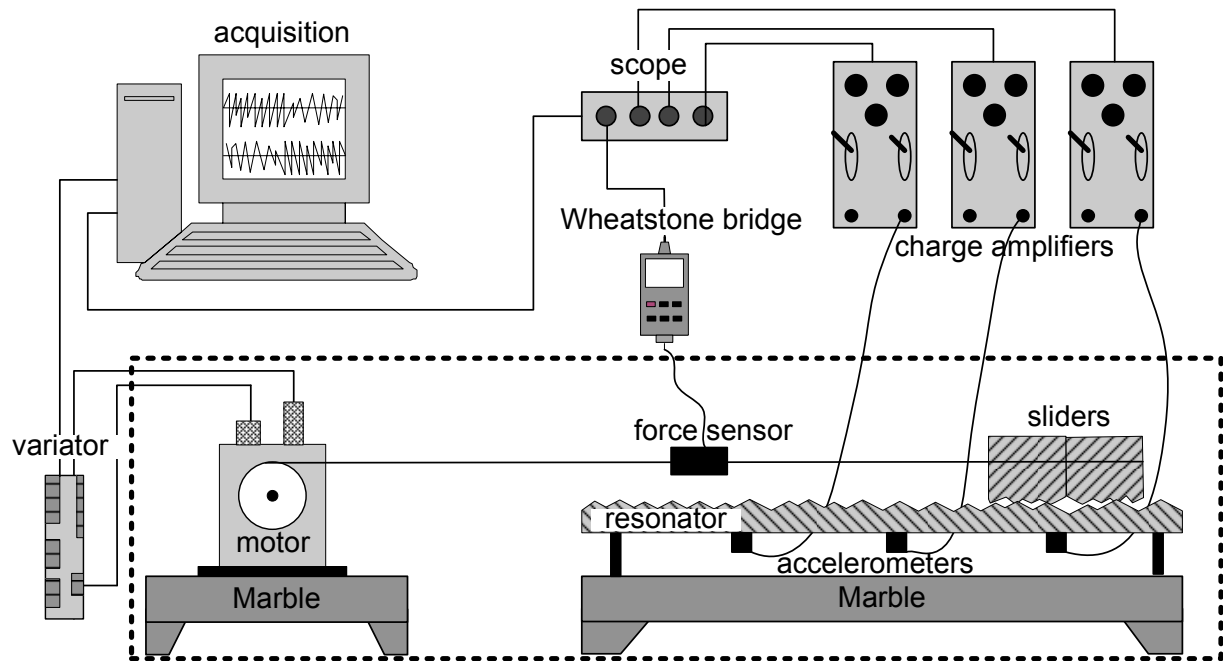 acquisition
scope
Wheatstone bridge
charge amplifiers
variator
motor
force sensor
sliders
resonator
accelerometers
Marble
Marble